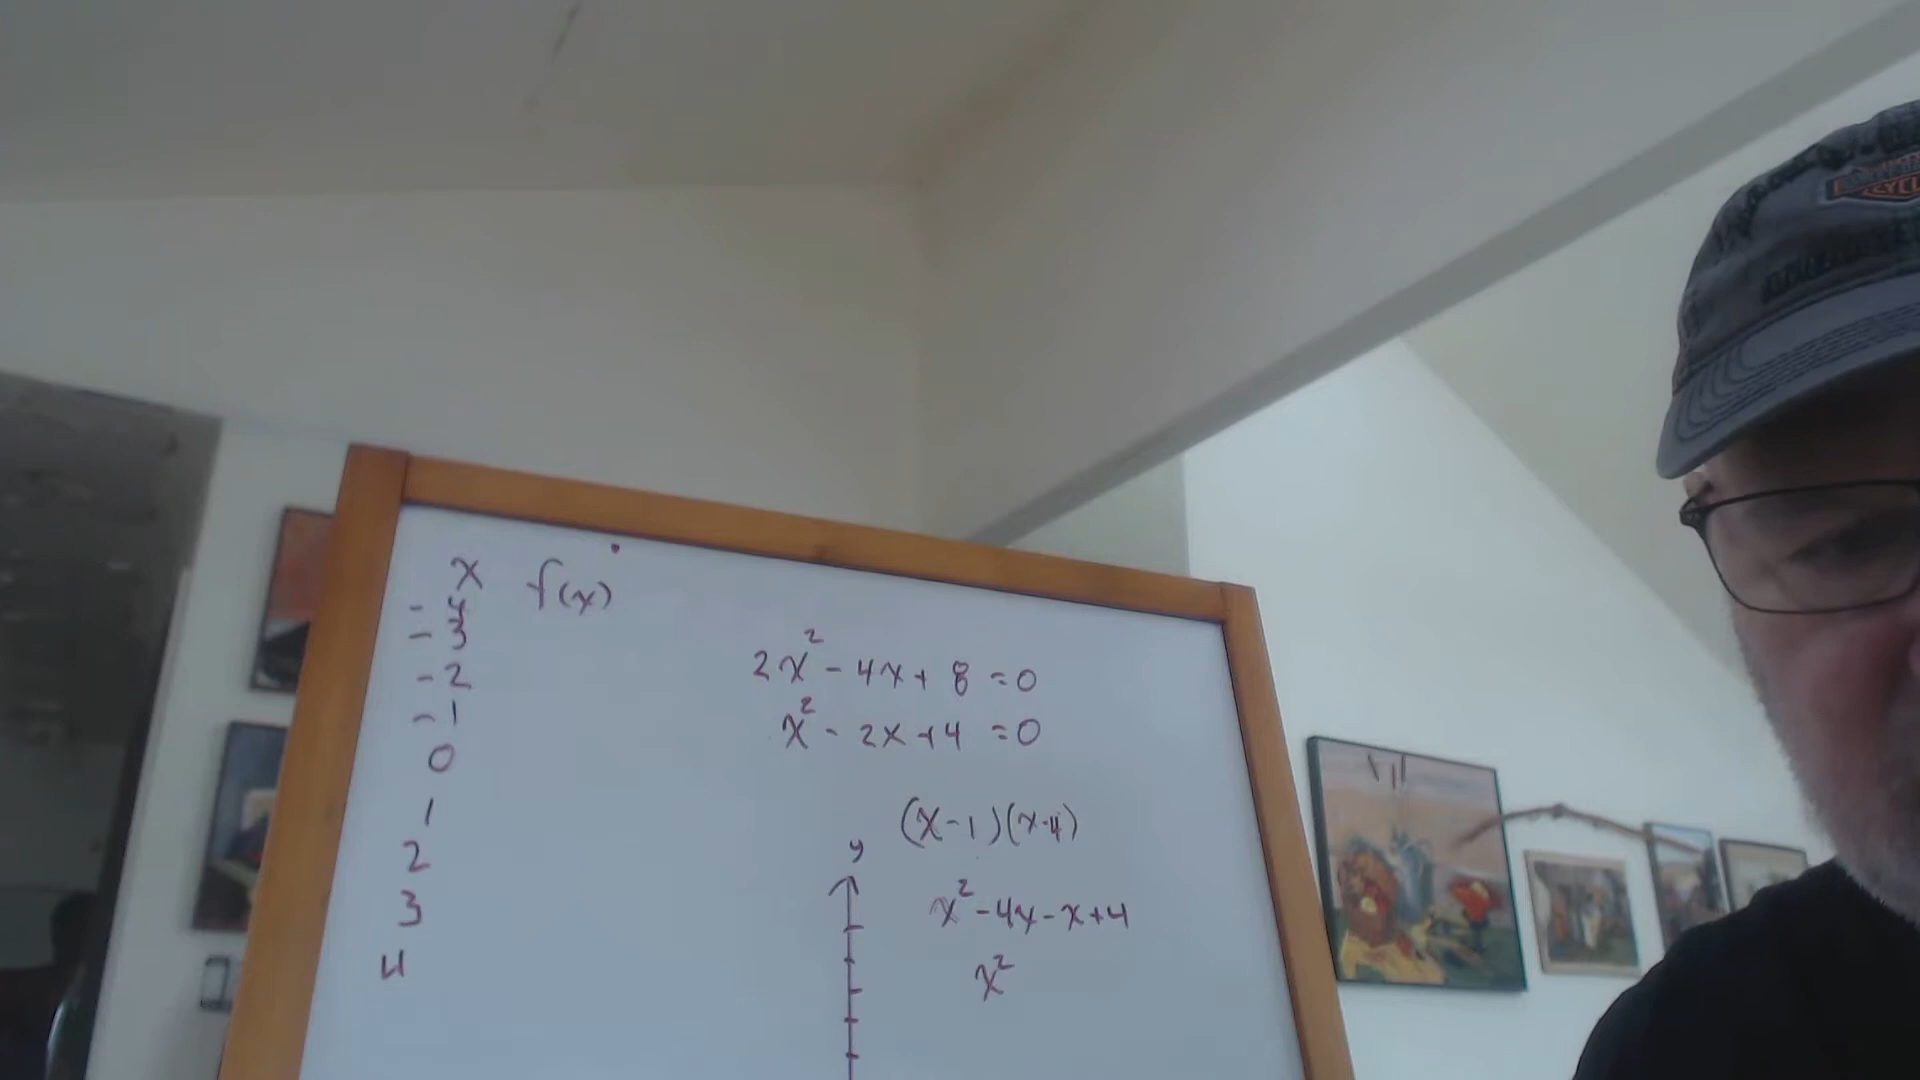 x f(x)
-4
-3
-2
-1
0
1
2
3
4
2x² - 4x + 8 = 0
x² - 2x + 4 = 0
(x - 1)(x - 4)
x² - 4x - x + 4
x²
y